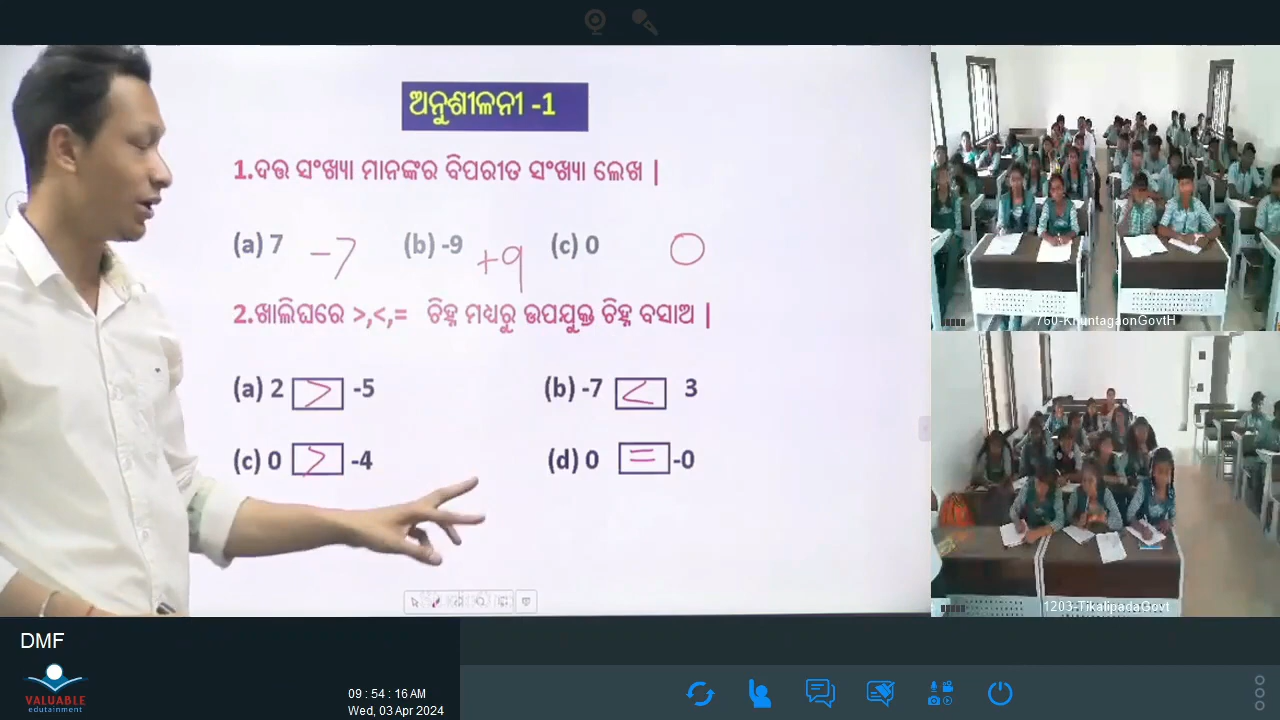 ଅନୁଶୀଳନୀ -1
1.ଦତ୍ତ ସଂଖ୍ୟା ମାନଙ୍କର ବିପରୀତ ସଂଖ୍ୟା ଲେଖ |
(a) 7 -7 (b) -9 +9 (c) 0 0
2.ଖାଲିଘରେ >,<,= ଚିହ୍ନ ମଧ୍ୟରୁ ଉପଯୁକ୍ତ ଚିହ୍ନ ବସାଅ |
(a) 2 > -5 (b) -7 < 3
(c) 0 > -4 (d) 0 = -0
760-KhuntagaonGovtH
1203-TikalipadaGovt
DMF
VALUABLE
edutainment
09 : 54 : 16 AM
Wed, 03 Apr 2024